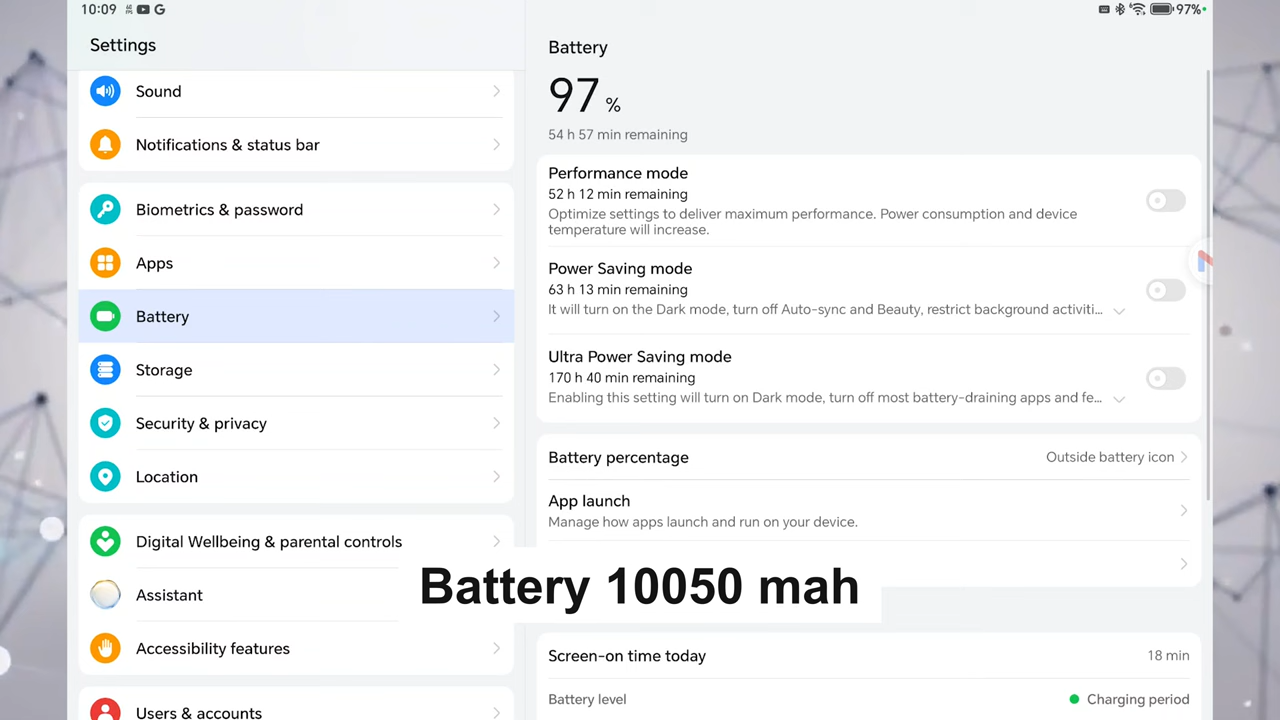 10:09
97%
Settings
Sound
Notifications & status bar
Biometrics & password
Apps
Battery
Storage
Security & privacy
Location
Digital Wellbeing & parental controls
Assistant
Accessibility features
Users & accounts
Battery
97 %
54 h 57 min remaining
Performance mode
52 h 12 min remaining
Optimize settings to deliver maximum performance. Power consumption and device
temperature will increase.
Power Saving mode
63 h 13 min remaining
It will turn on the Dark mode, turn off Auto-sync and Beauty, restrict background activiti...
Ultra Power Saving mode
170 h 40 min remaining
Enabling this setting will turn on Dark mode, turn off most battery-draining apps and fe...
Battery percentage Outside battery icon
App launch
Manage how apps launch and run on your device.
Battery 10050 mah
Screen-on time today 18 min
Battery level Charging period